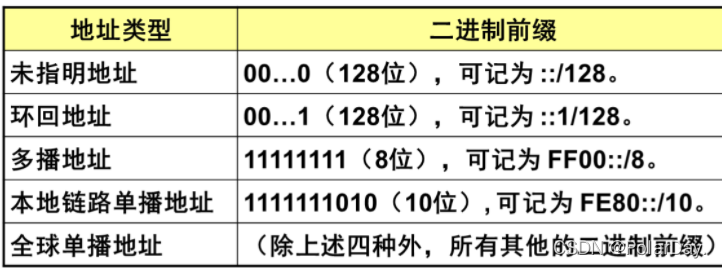 地址类型 二进制前缀
未指明地址 00…0（128位），可记为 ::/128。
环回地址 00…1（128位），可记为 ::1/128。
多播地址 11111111（8位），可记为 FF00::/8。
本地链路单播地址 1111111010（10位）,可记为 FE80::/10。
全球单播地址 （除上述四种外，所有其他的二进制前缀）